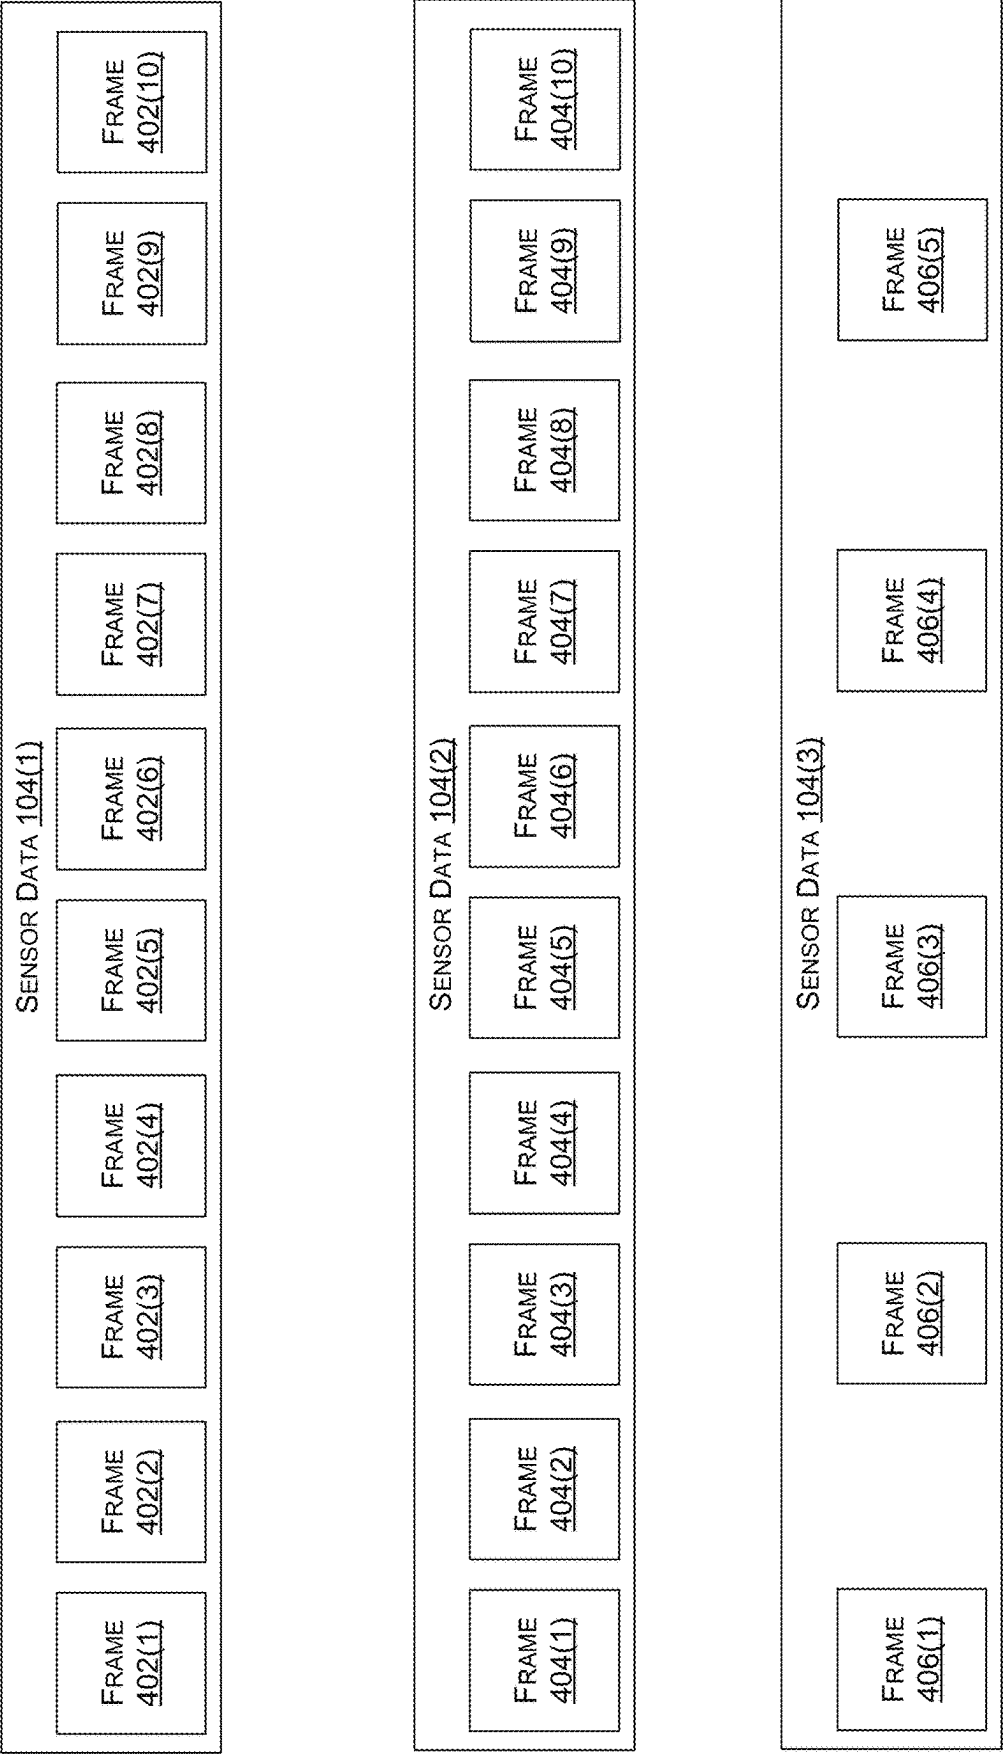 SENSOR DATA 104(1)
FRAME
402(1)
FRAME
402(2)
FRAME
402(3)
FRAME
402(4)
FRAME
402(5)
FRAME
402(6)
FRAME
402(7)
FRAME
402(8)
FRAME
402(9)
FRAME
402(10)
SENSOR DATA 104(2)
FRAME
404(1)
FRAME
404(2)
FRAME
404(3)
FRAME
404(4)
FRAME
404(5)
FRAME
404(6)
FRAME
404(7)
FRAME
404(8)
FRAME
404(9)
FRAME
404(10)
SENSOR DATA 104(3)
FRAME
406(1)
FRAME
406(2)
FRAME
406(3)
FRAME
406(4)
FRAME
406(5)